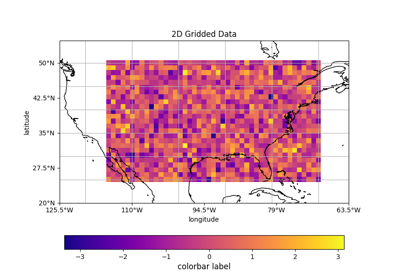 2D Gridded Data
50°N
42.5°N
35°N
27.5°N
20°N
latitude
125.5°W 110°W 94.5°W 79°W 63.5°W
longitude
−3 −2 −1 0 1 2 3
colorbar label